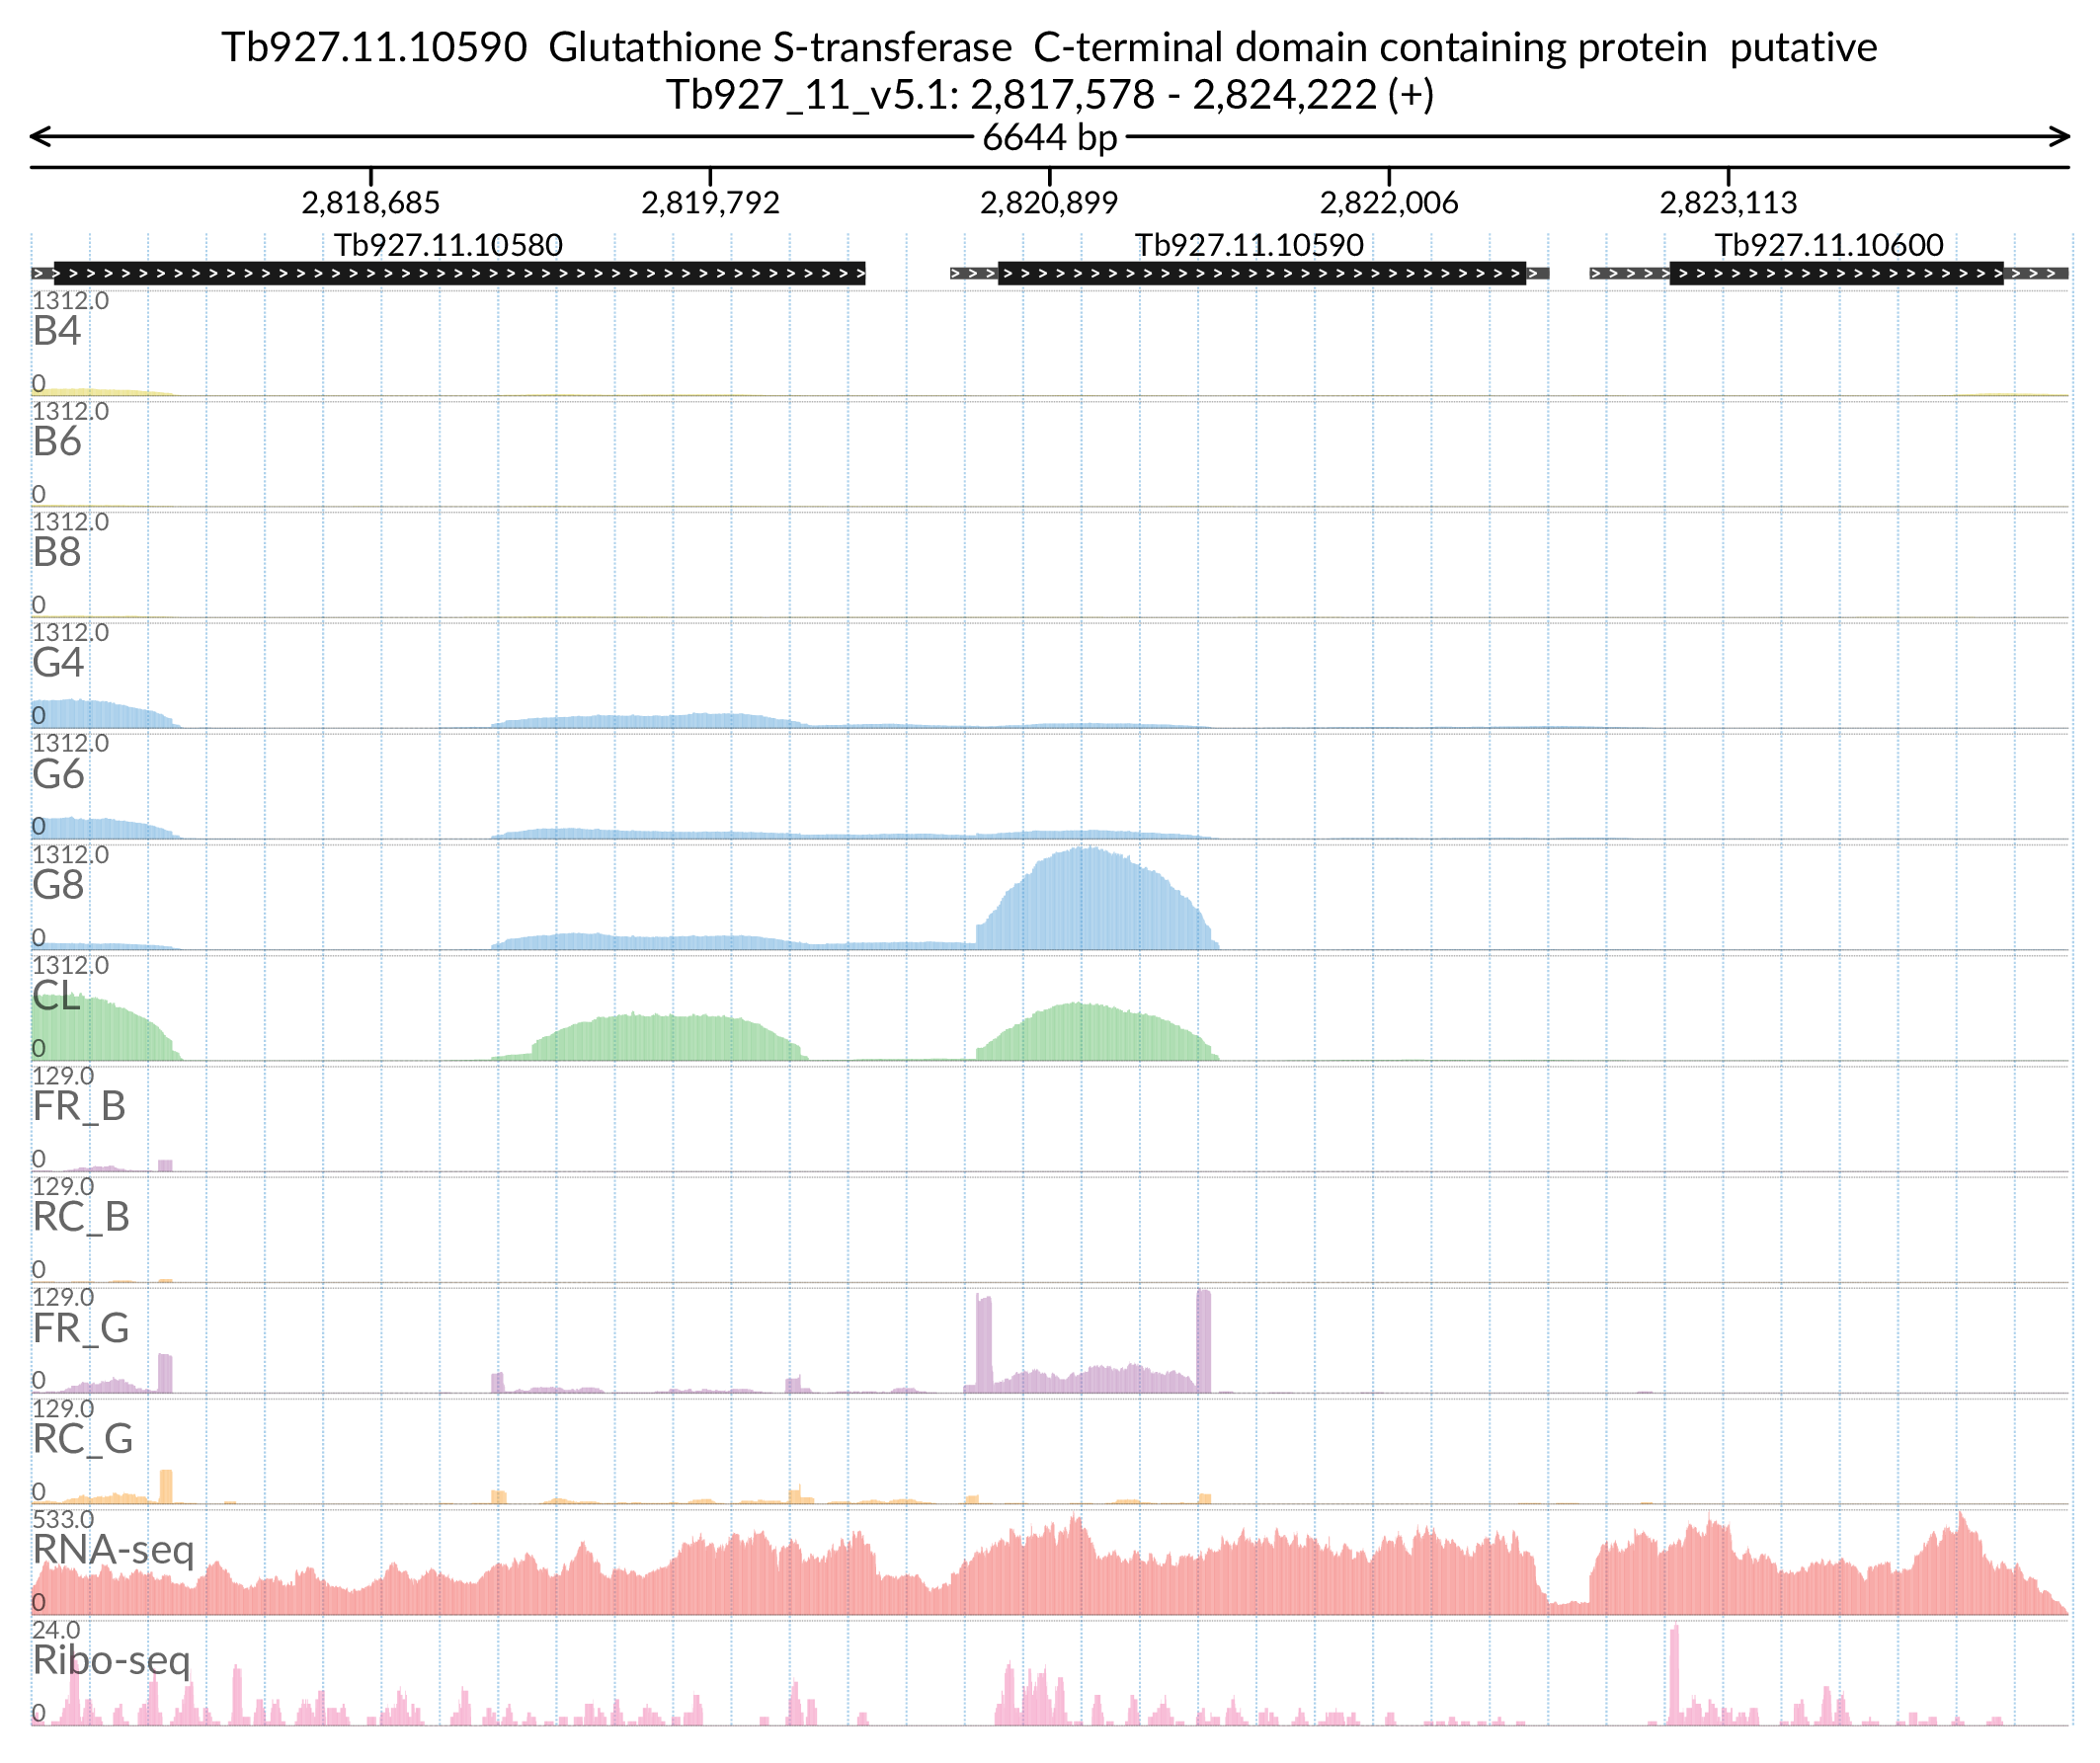 Tb927.11.10590  Glutathione S-transferase  C-terminal domain containing protein  putative
Tb927_11_v5.1: 2,817,578 - 2,824,222 (+)
6644 bp
2,818,685 2,819,792 2,820,899 2,822,006 2,823,113
Tb927.11.10580 Tb927.11.10590 Tb927.11.10600
1312.0
B4
0
1312.0
B6
0
1312.0
B8
0
1312.0
G4
0
1312.0
G6
0
1312.0
G8
0
1312.0
CL
0
129.0
FR_B
0
129.0
RC_B
0
129.0
FR_G
0
129.0
RC_G
0
533.0
RNA-seq
0
24.0
Ribo-seq
0